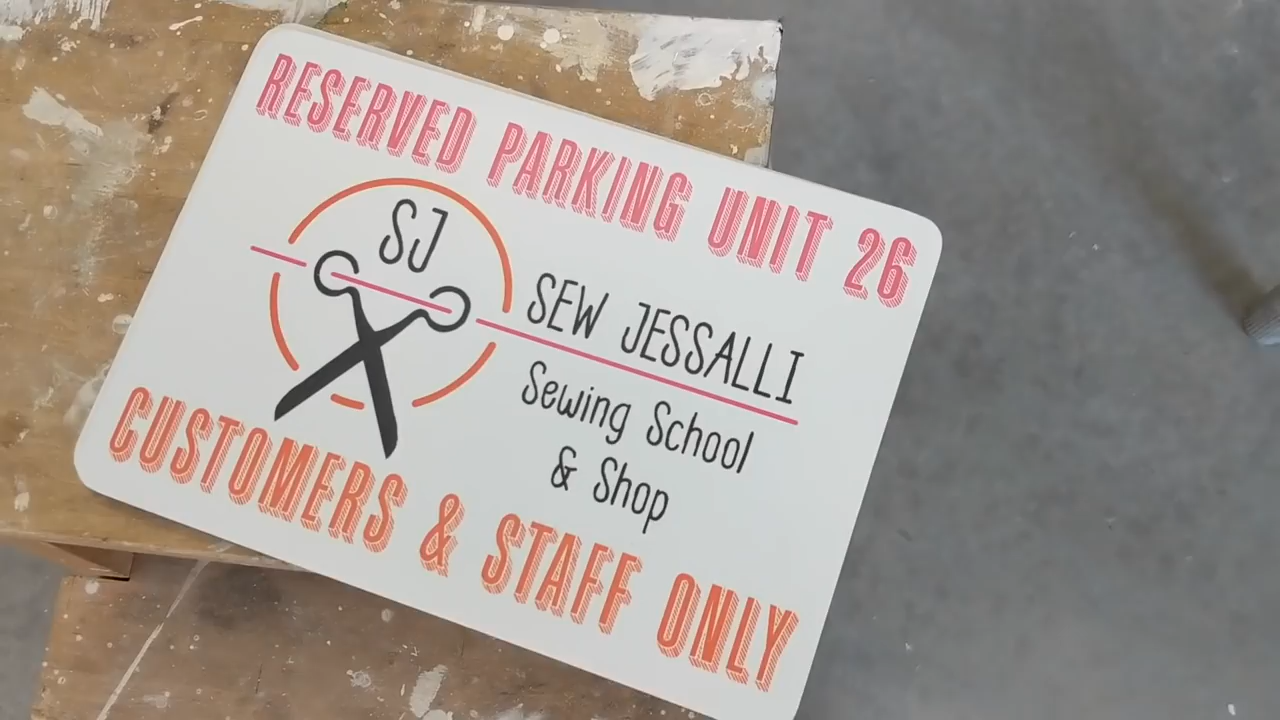 RESERVED PARKING UNIT 26
SJ
SEW JESSALLI
Sewing School
& Shop
CUSTOMERS & STAFF ONLY